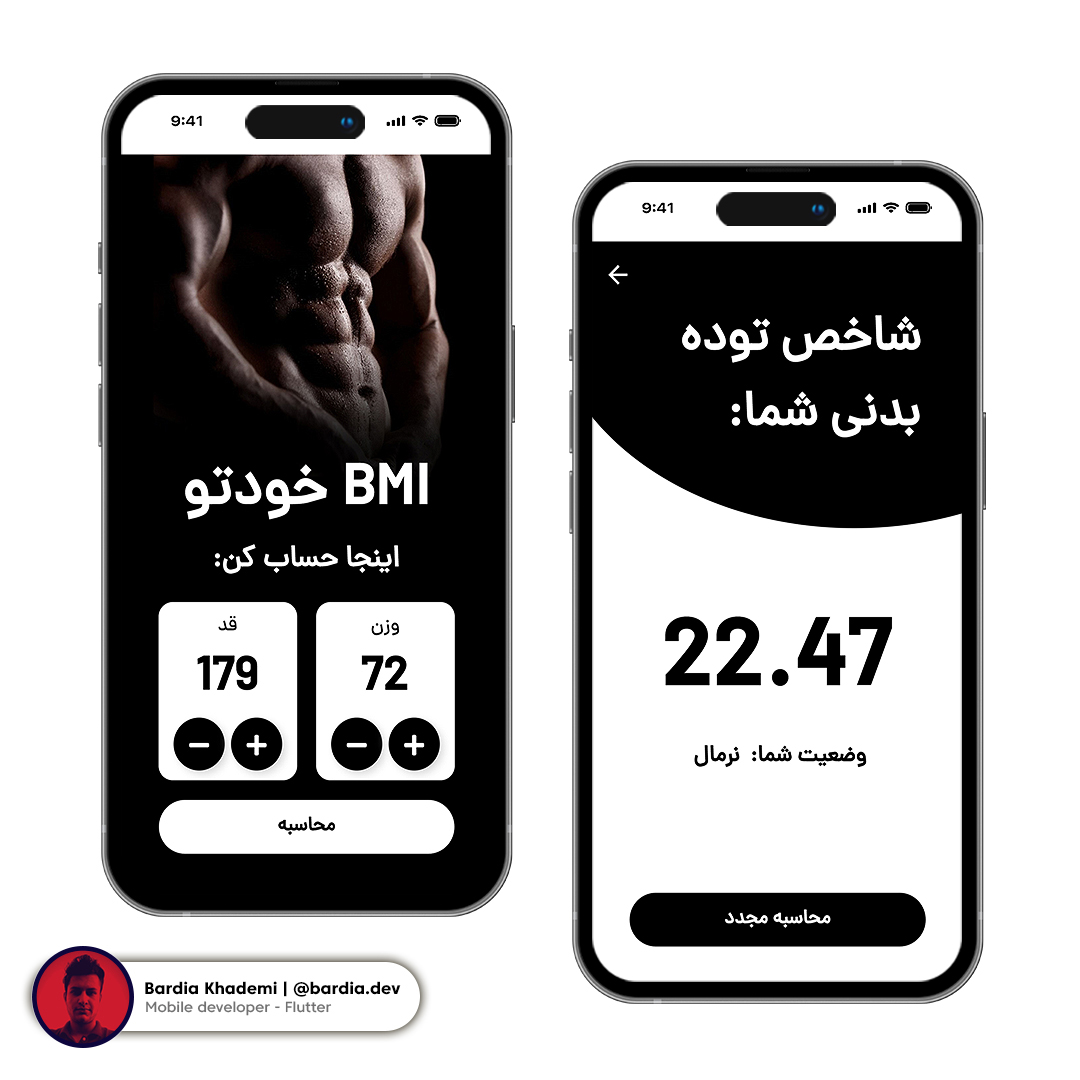 9:41
BMI خودتو
اینجا حساب کن:
وزن
72
قد
179
محاسبه
9:41
شاخص توده
بدنی شما:
22.47
وضعیت شما: نرمال
محاسبه مجدد
Bardia Khademi | @bardia.dev
Mobile developer - Flutter